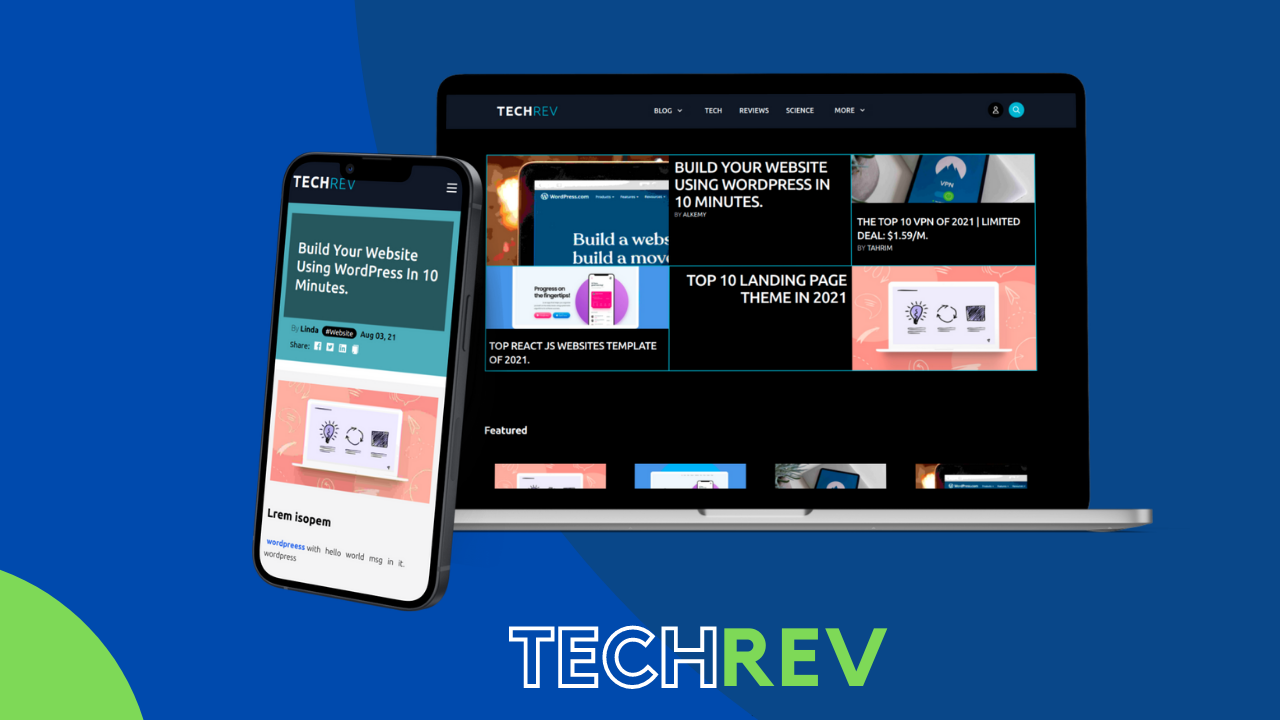 TECHREV
BLOG TECH REVIEWS SCIENCE MORE
WordPress.com Products Features Resources
Build a webs
build a move
BUILD YOUR WEBSITE
USING WORDPRESS IN
10 MINUTES.
BY ALKEMY
VPN
THE TOP 10 VPN OF 2021 | LIMITED
DEAL: $1.59/M.
BY TAHRIM
Progress on
the fingertips!
TOP REACT JS WEBSITES TEMPLATE
OF 2021.
TOP 10 LANDING PAGE
THEME IN 2021
Featured
TECHREV
Build Your Website
Using WordPress In 10
Minutes.
By Linda #Website Aug 03, 21
Share:
Lrem isopem
wordpreess with hello world msg in it.
wordpress
TECHREV